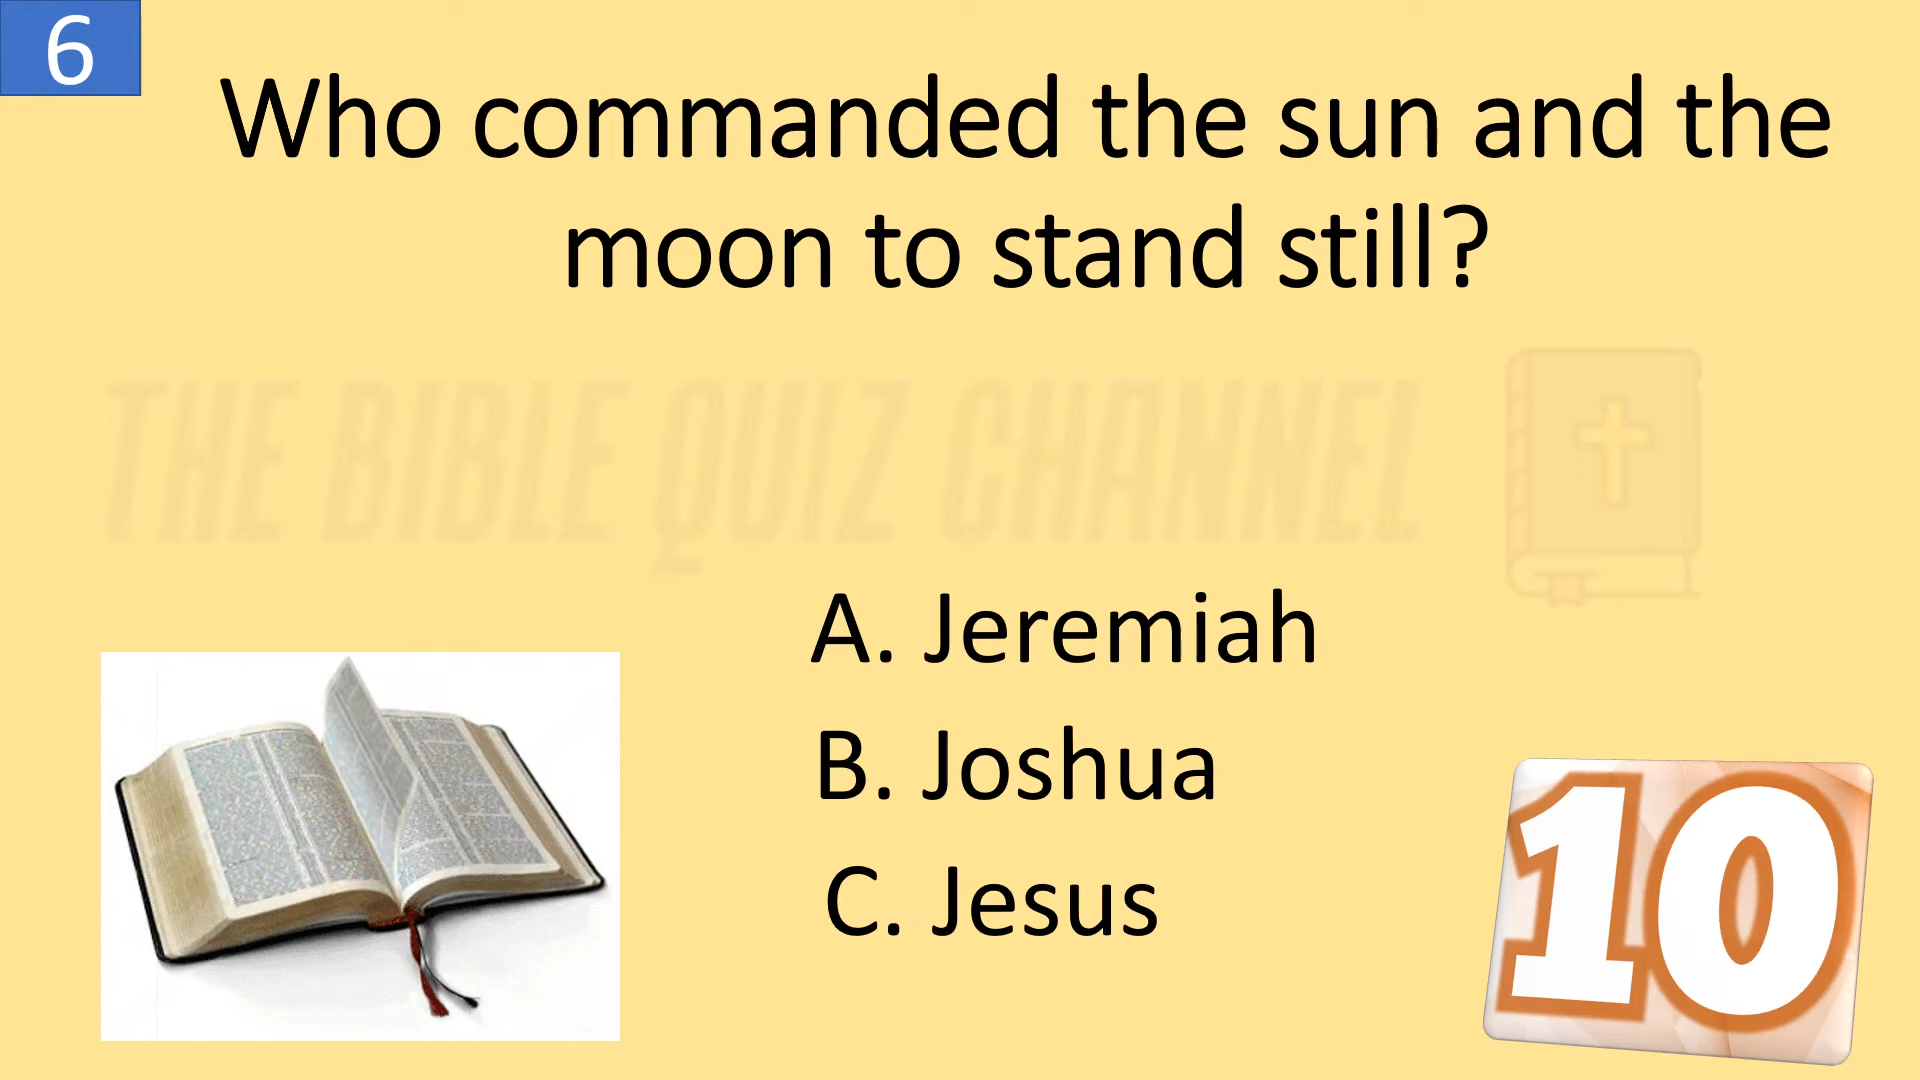 6
Who commanded the sun and the
moon to stand still?
THE BIBLE QUIZ CHANNEL
A. Jeremiah
B. Joshua
C. Jesus
10